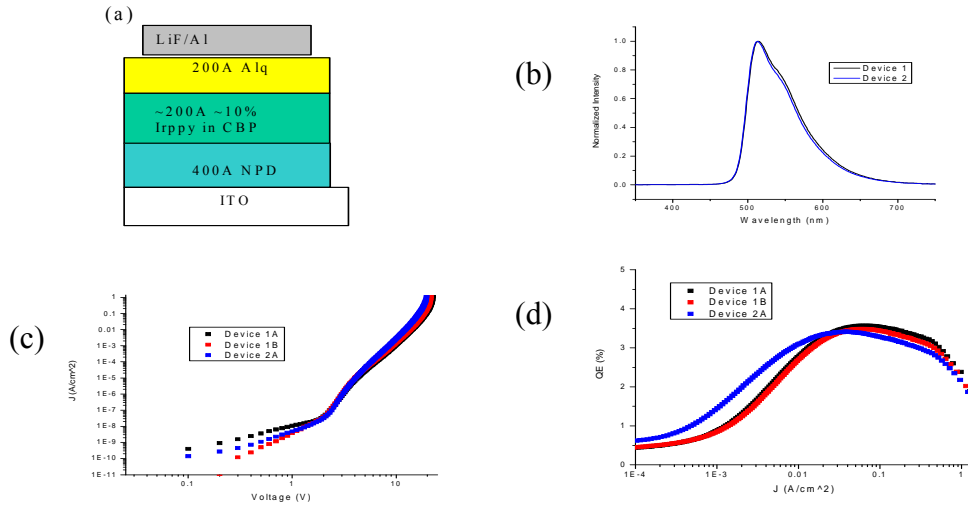 (a)
LiF/Al
200A Alq
~200A ~10%
Irppy in CBP
400A NPD
ITO
(b)
Normalized Intensity
1.0
0.8
0.6
0.4
0.2
0.0
Device 1
Device 2
400 500 600 700
Wavelength (nm)
(c)
J (A/cm^2)
1
0.1
0.01
1E-3
1E-4
1E-5
1E-6
1E-7
1E-8
1E-9
1E-10
1E-11
Device 1A
Device 1B
Device 2A
0.1 1 10
Voltage (V)
(d)
QE (%)
5
4
3
2
1
0
Device 1A
Device 1B
Device 2A
1E-4 1E-3 0.01 0.1 1
J (A/cm^2)